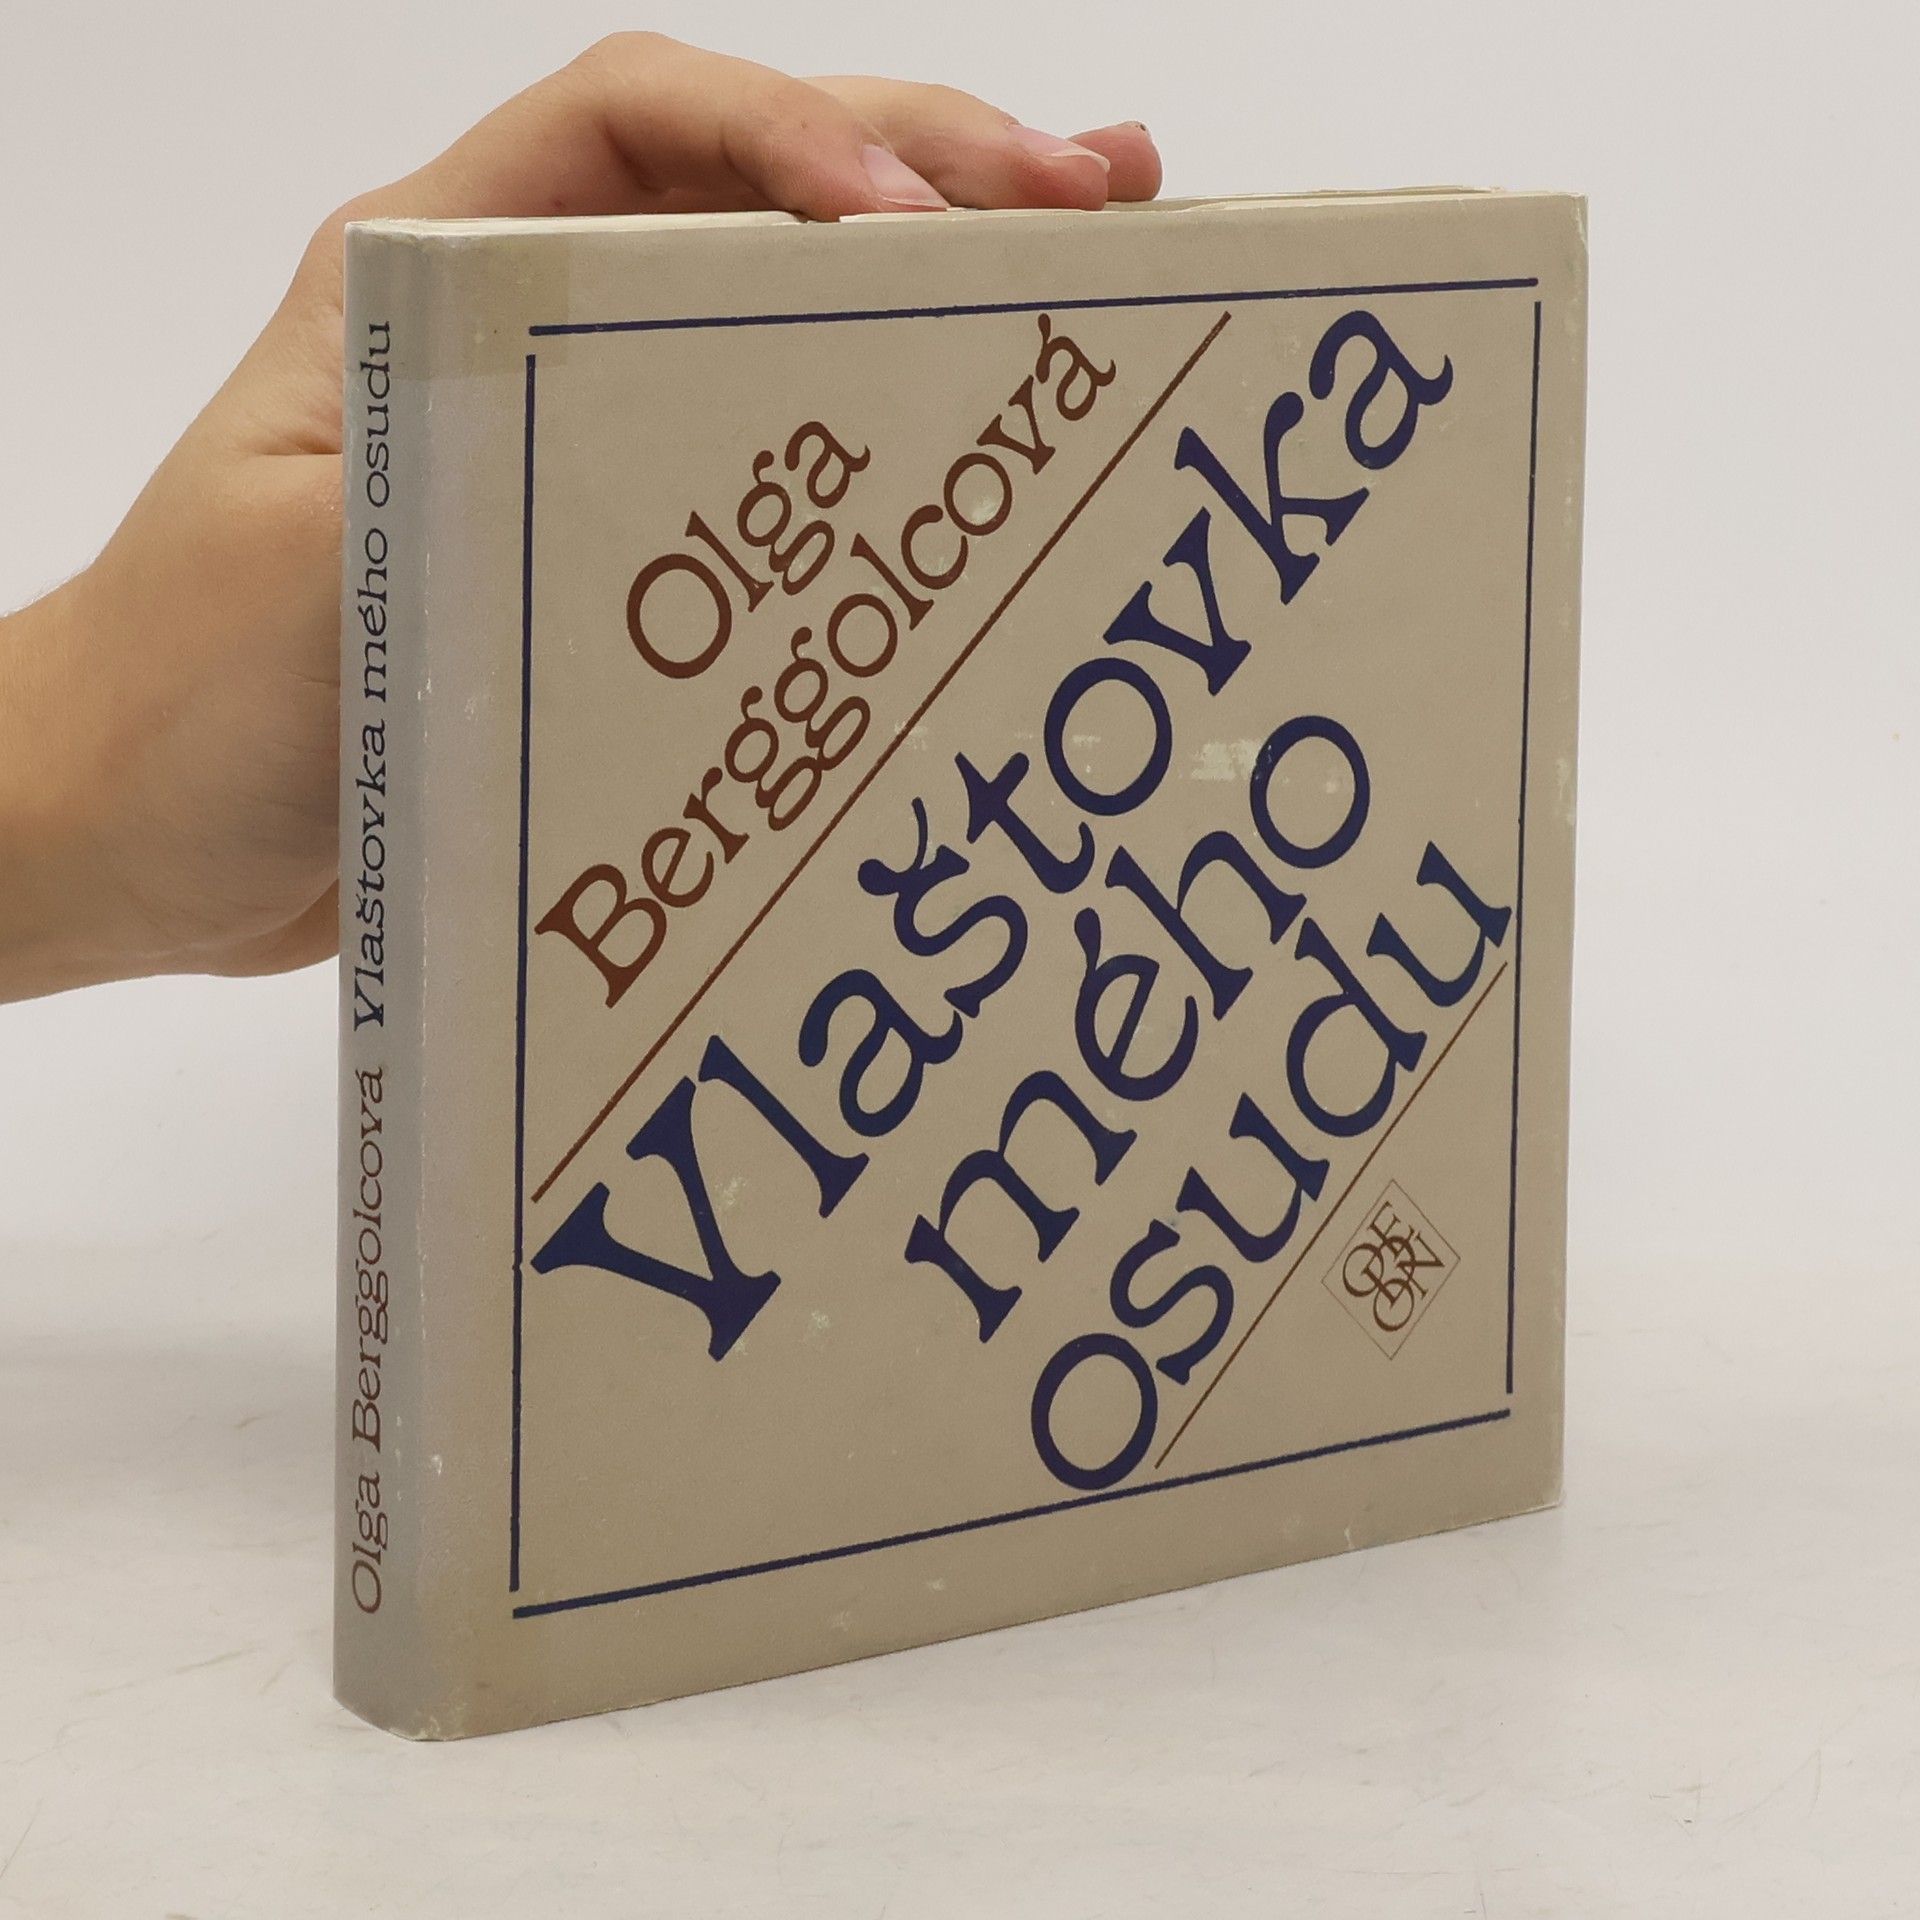 Olga
Berggolcová
Vlaštovka
mého
osudu
ODEON
Olga Berggolcová Vlaštovka mého osudu